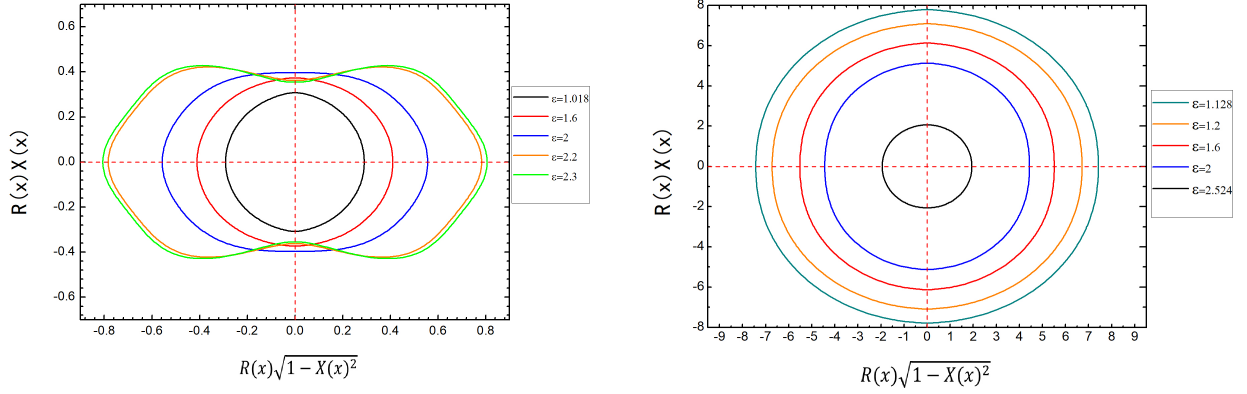 0.6
0.4
0.2
0.0
-0.2
-0.4
-0.6
R(x)X(x)
-0.8 -0.6 -0.4 -0.2 0.0 0.2 0.4 0.6 0.8
R(x)√1 − X(x)²
ε=1.018
ε=1.6
ε=2
ε=2.2
ε=2.3
8
6
4
2
0
-2
-4
-6
-8
R(x)X(x)
-9 -8 -7 -6 -5 -4 -3 -2 -1 0 1 2 3 4 5 6 7 8 9
R(x)√1 − X(x)²
ε=1.128
ε=1.2
ε=1.6
ε=2
ε=2.524